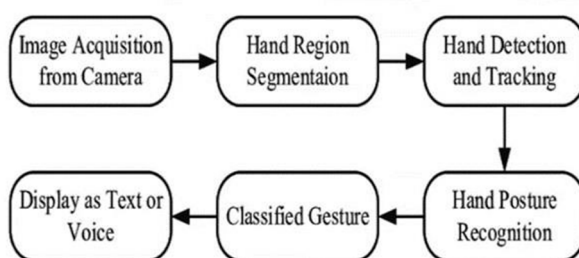 Image Acquisition
from Camera
Hand Region
Segmentaion
Hand Detection
and Tracking
Hand Posture
Recognition
Classified Gesture
Display as Text or
Voice